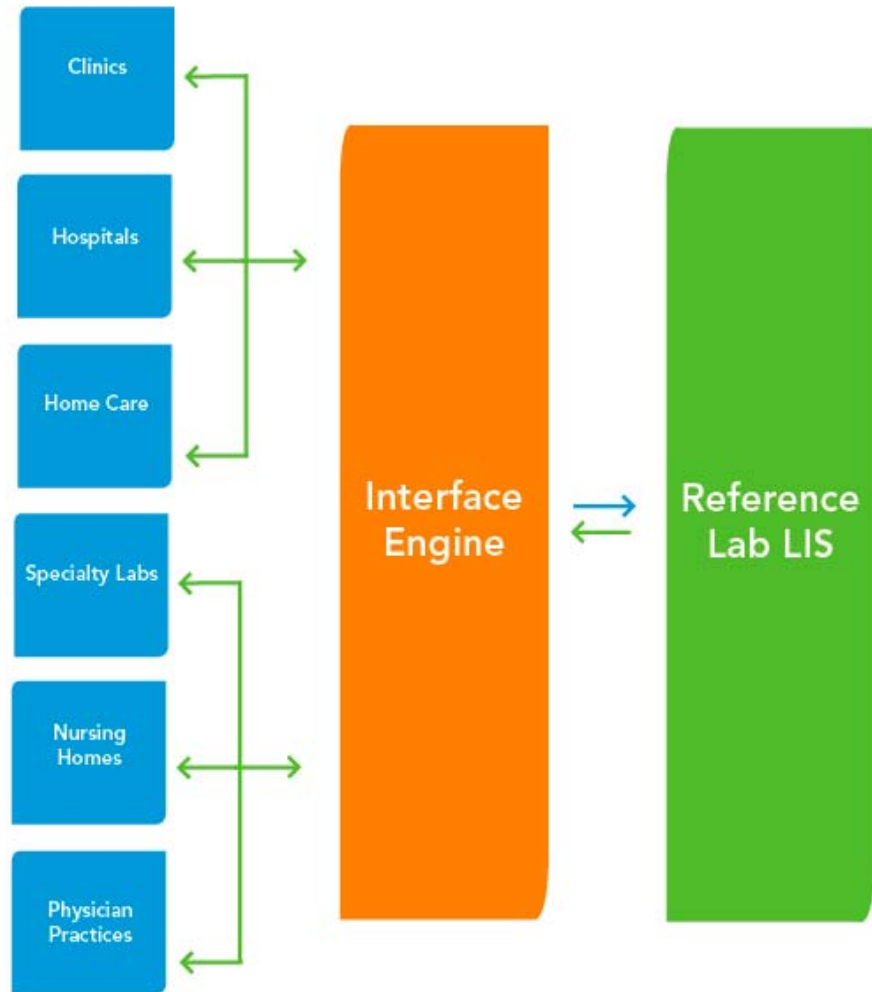 Clinics
Hospitals
Home Care
Specialty Labs
Nursing
Homes
Physician
Practices
Interface
Engine
Reference
Lab LIS